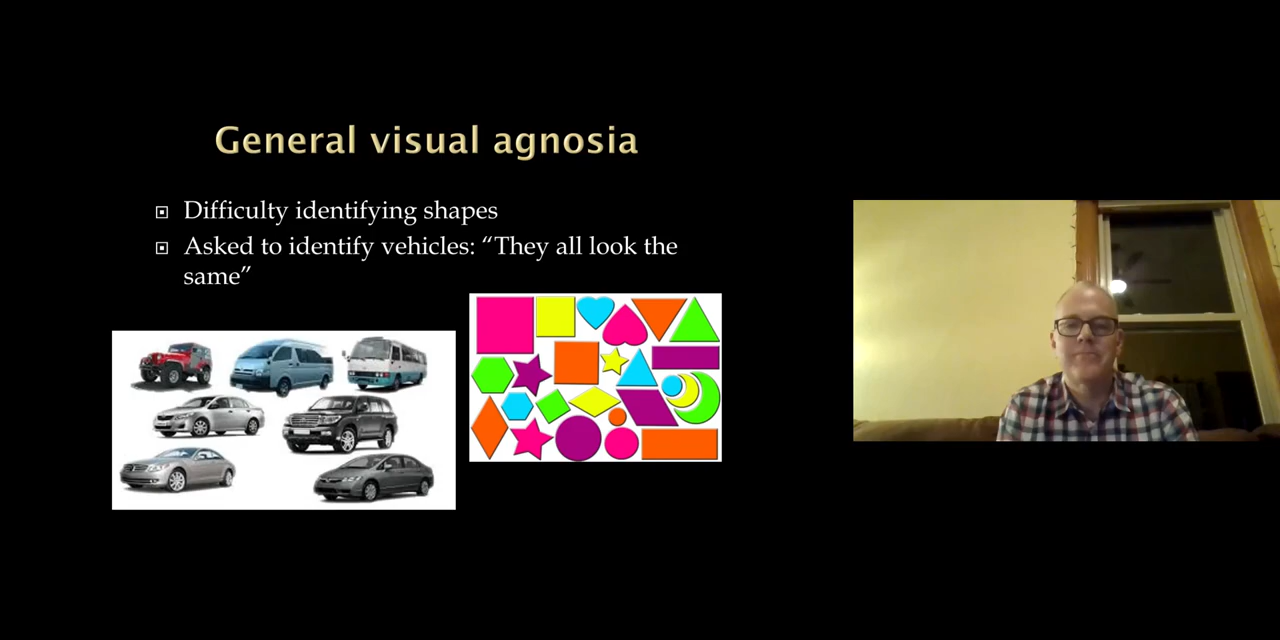 General visual agnosia
Difficulty identifying shapes
Asked to identify vehicles: “They all look the
same”